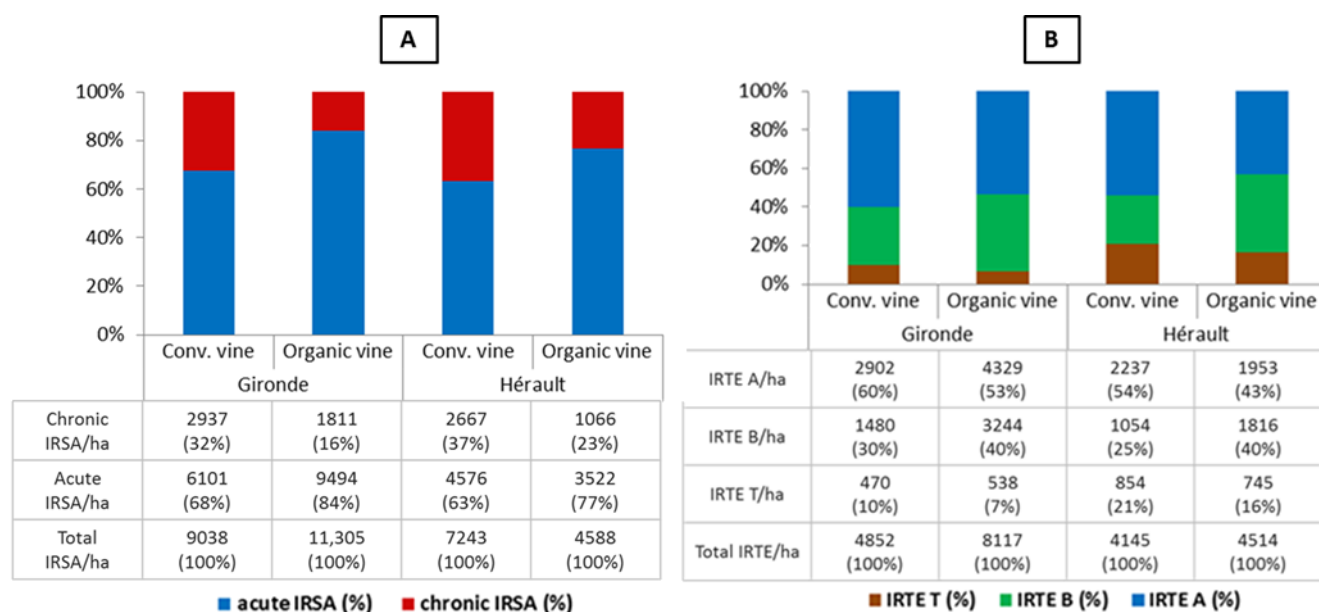 A
100%
80%
60%
40%
20%
0%
Conv. vine Organic vine Conv. vine Organic vine
Gironde Hérault
Chronic IRSA/ha 2937 (32%) 1811 (16%) 2667 (37%) 1066 (23%)
Acute IRSA/ha 6101 (68%) 9494 (84%) 4576 (63%) 3522 (77%)
Total IRSA/ha 9038 (100%) 11,305 (100%) 7243 (100%) 4588 (100%)
acute IRSA (%) chronic IRSA (%)
B
100%
80%
60%
40%
20%
0%
Conv. vine Organic vine Conv. vine Organic vine
Gironde Hérault
IRTE A/ha 2902 (60%) 4329 (53%) 2237 (54%) 1953 (43%)
IRTE B/ha 1480 (30%) 3244 (40%) 1054 (25%) 1816 (40%)
IRTE T/ha 470 (10%) 538 (7%) 854 (21%) 745 (16%)
Total IRTE/ha 4852 (100%) 8117 (100%) 4145 (100%) 4514 (100%)
IRTE T (%) IRTE B (%) IRTE A (%)